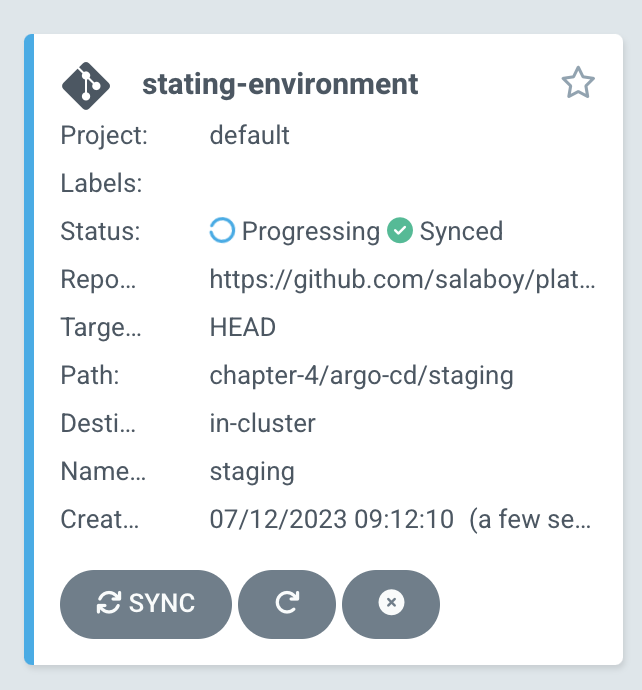 stating-environment
Project: default
Labels:
Status: Progressing Synced
Repo... https://github.com/salaboy/plat...
Targe... HEAD
Path: chapter-4/argo-cd/staging
Desti... in-cluster
Name... staging
Creat... 07/12/2023 09:12:10 (a few se...
SYNC